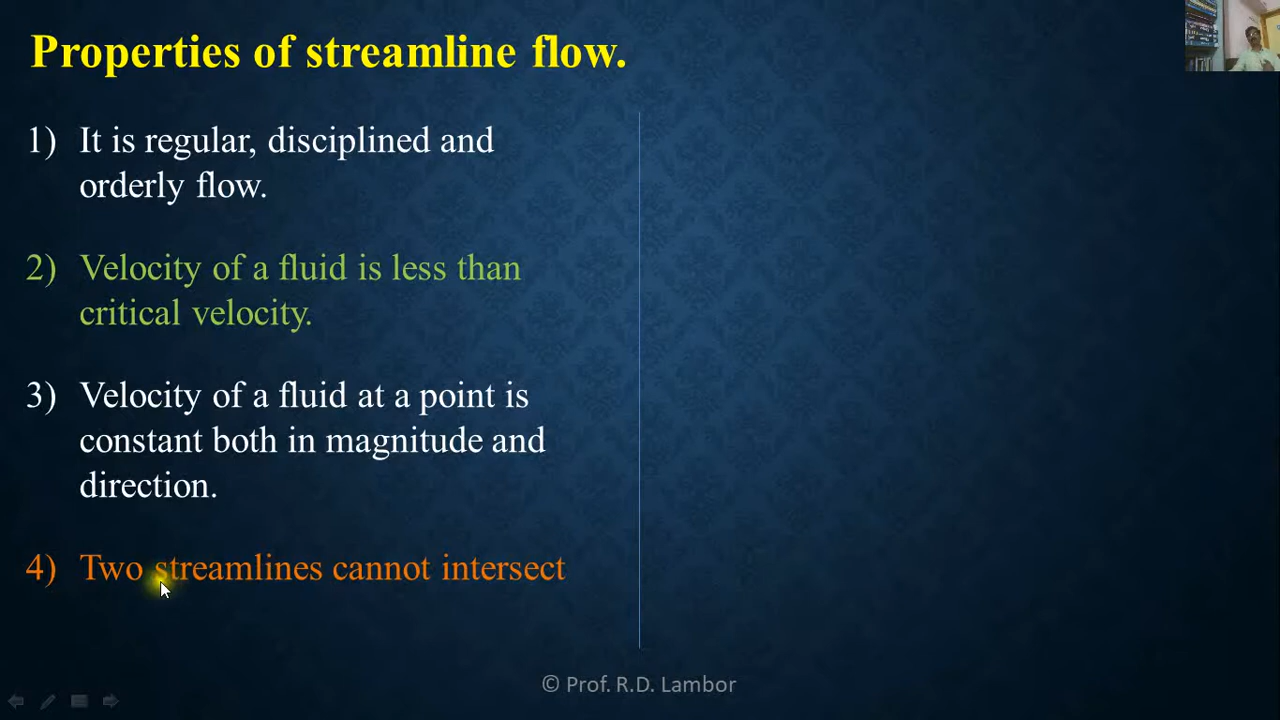 Properties of streamline flow.
1) It is regular, disciplined and
orderly flow.
2) Velocity of a fluid is less than
critical velocity.
3) Velocity of a fluid at a point is
constant both in magnitude and
direction.
4) Two streamlines cannot intersect
© Prof. R.D. Lambor